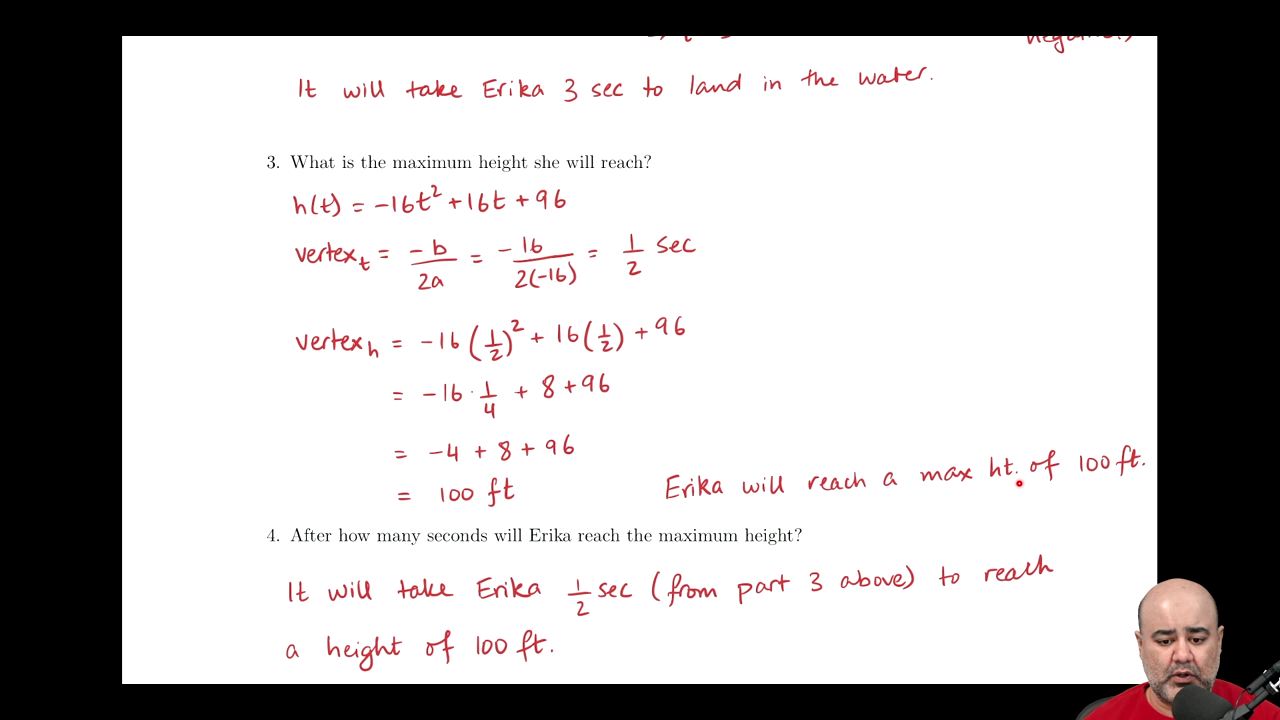 negative.)
It will take Erika 3 sec to land in the water.
3. What is the maximum height she will reach?
h(t) = -16t² + 16t + 96
vertex_t = -b/2a = -16/2(-16) = 1/2 sec
vertex_h = -16(1/2)² + 16(1/2) + 96
= -16 · 1/4 + 8 + 96
= -4 + 8 + 96
= 100 ft
Erika will reach a max ht. of 100 ft.
4. After how many seconds will Erika reach the maximum height?
It will take Erika 1/2 sec (from part 3 above) to reach
a height of 100 ft.